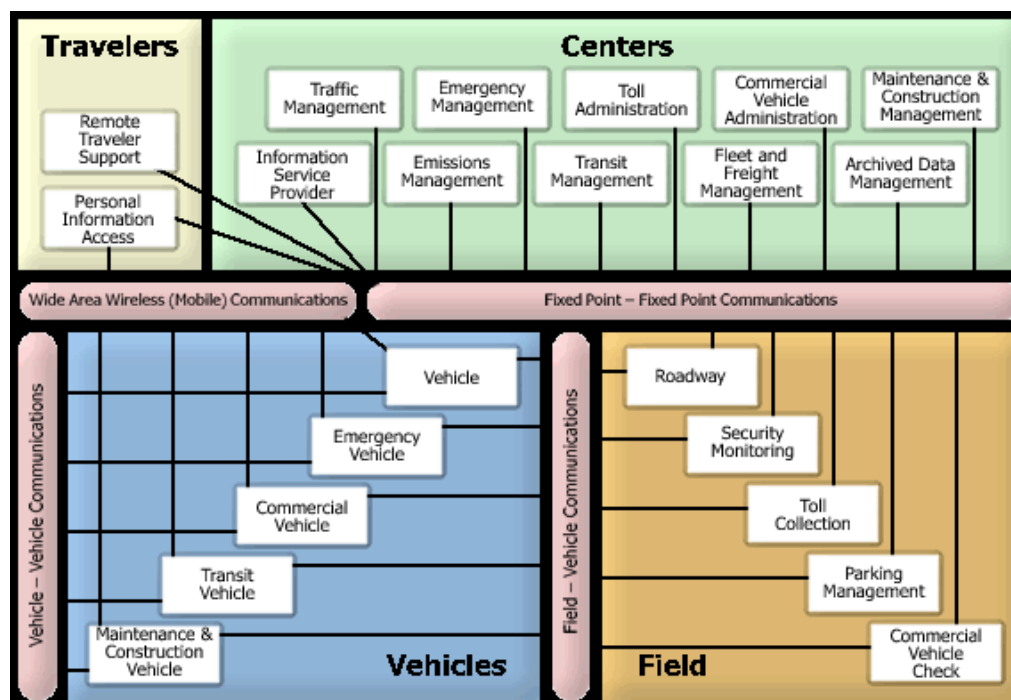 Travelers
Remote
Traveler
Support
Personal
Information
Access
Centers
Traffic
Management
Emergency
Management
Toll
Administration
Commercial
Vehicle
Administration
Maintenance &
Construction
Management
Information
Service
Provider
Emissions
Management
Transit
Management
Fleet and
Freight
Management
Archived Data
Management
Wide Area Wireless (Mobile) Communications
Fixed Point – Fixed Point Communications
Vehicle – Vehicle Communications
Vehicle
Emergency
Vehicle
Commercial
Vehicle
Transit
Vehicle
Maintenance &
Construction
Vehicle
Vehicles
Field – Vehicle Communications
Roadway
Security
Monitoring
Toll
Collection
Parking
Management
Commercial
Vehicle
Check
Field